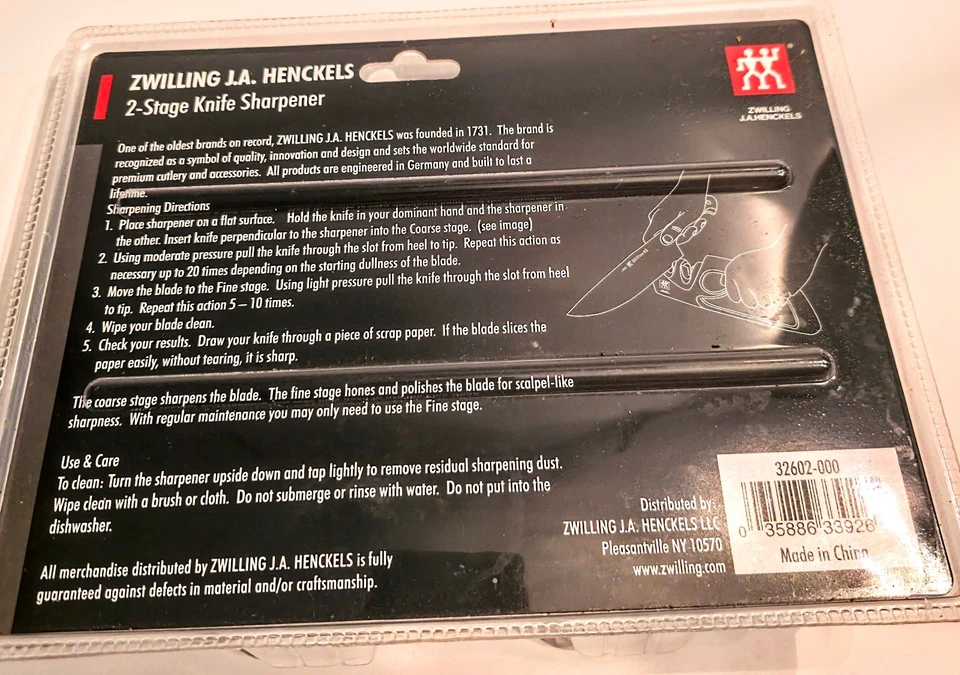 ZWILLING J.A. HENCKELS
2-Stage Knife Sharpener
ZWILLING
J.A.HENCKELS
One of the oldest brands on record, ZWILLING J.A. HENCKELS was founded in 1731. The brand is
recognized as a symbol of quality, innovation and design and sets the worldwide standard for
premium cutlery and accessories. All products are engineered in Germany and built to last a
lifetime.
Sharpening Directions
1. Place sharpener on a flat surface. Hold the knife in your dominant hand and the sharpener in
the other. Insert knife perpendicular to the sharpener into the Coarse stage. (see image)
2. Using moderate pressure pull the knife through the slot from heel to tip. Repeat this action as
necessary up to 20 times depending on the starting dullness of the blade.
3. Move the blade to the Fine stage. Using light pressure pull the knife through the slot from heel
to tip. Repeat this action 5 – 10 times.
4. Wipe your blade clean.
5. Check your results. Draw your knife through a piece of scrap paper. If the blade slices the
paper easily, without tearing, it is sharp.
The coarse stage sharpens the blade. The fine stage hones and polishes the blade for scalpel-like
sharpness. With regular maintenance you may only need to use the Fine stage.
Use & Care
To clean: Turn the sharpener upside down and tap lightly to remove residual sharpening dust.
Wipe clean with a brush or cloth. Do not submerge or rinse with water. Do not put into the
dishwasher.
All merchandise distributed by ZWILLING J.A. HENCKELS is fully
guaranteed against defects in material and/or craftsmanship.
Distributed by:
ZWILLING J.A. HENCKELS LLC
Pleasantville NY 10570
www.zwilling.com
32602-000
0 35886 33926
Made in China